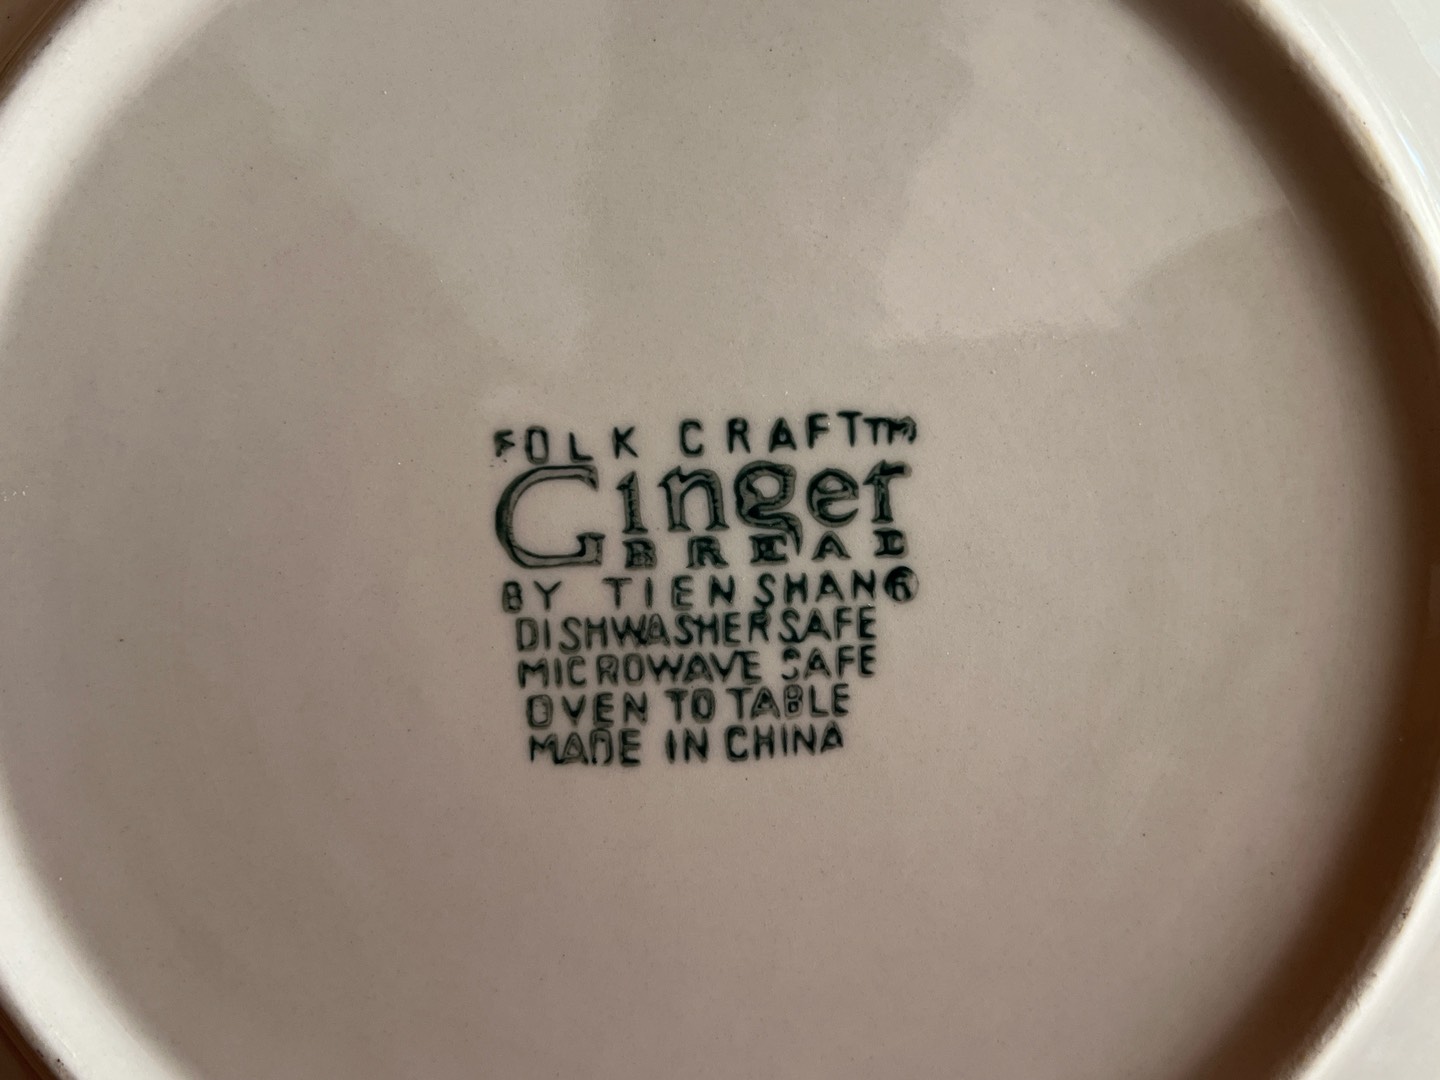 FOLK CRAFT™
Ginger
BREAD
BY TIEN SHAN®
DISHWASHER SAFE
MICROWAVE SAFE
OVEN TO TABLE
MADE IN CHINA